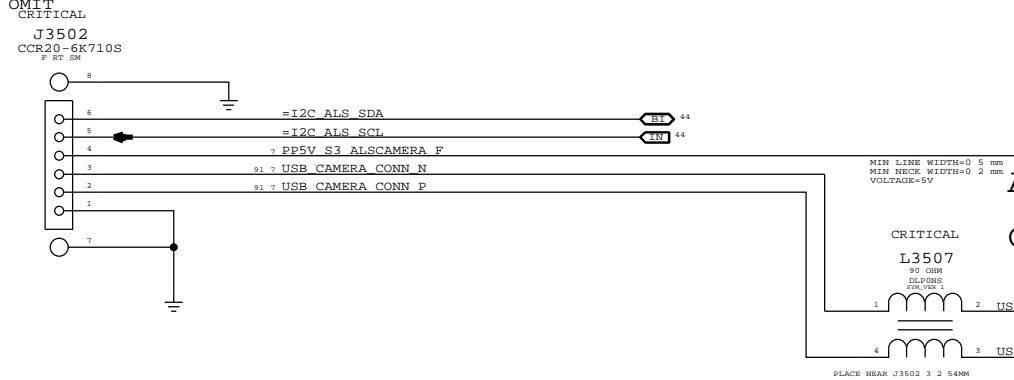 OMIT
CRITICAL
J3502
CCR20-6K710S
F RT SM
8
6 =I2C_ALS_SDA BI 44
5 =I2C_ALS_SCL IN 44
4 7 PP5V_S3_ALSCAMERA_F
3 91 7 USB_CAMERA_CONN_N
2 91 7 USB_CAMERA_CONN_P
1
7
MIN LINE WIDTH=0 5 mm
MIN NECK WIDTH=0 2 mm
VOLTAGE=5V
CRITICAL
L3507
90 OHM
DLP0NS
SYM_VER 1
1 2 US
4 3 US
PLACE NEAR J3502 3 2 54MM